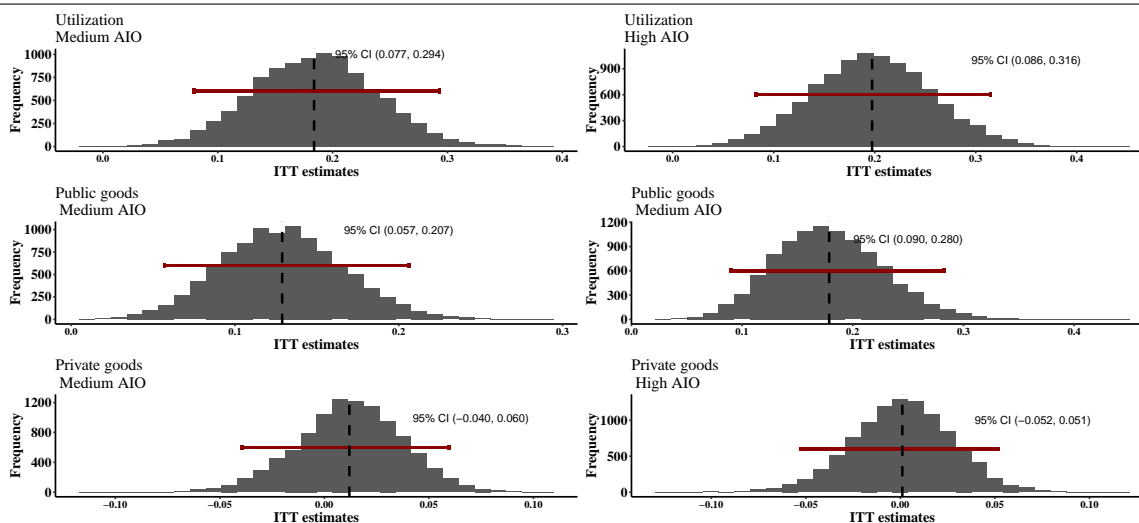 Utilization
Medium AIO
95% CI (0.077, 0.294)
Frequency
1000
750
500
250
0
0.0 0.1 0.2 0.3 0.4
ITT estimates
Utilization
High AIO
95% CI (0.086, 0.316)
Frequency
900
600
300
0
0.0 0.1 0.2 0.3 0.4
ITT estimates
Public goods
Medium AIO
95% CI (0.057, 0.207)
Frequency
1000
750
500
250
0
0.0 0.1 0.2 0.3
ITT estimates
Public goods
Medium AIO
95% CI (0.090, 0.280)
Frequency
1200
900
600
300
0
0.0 0.1 0.2 0.3 0.4
ITT estimates
Private goods
Medium AIO
95% CI (−0.040, 0.060)
Frequency
1200
800
400
0
−0.10 −0.05 0.00 0.05 0.10
ITT estimates
Private goods
High AIO
95% CI (−0.052, 0.051)
Frequency
1000
500
0
−0.10 −0.05 0.00 0.05 0.10
ITT estimates